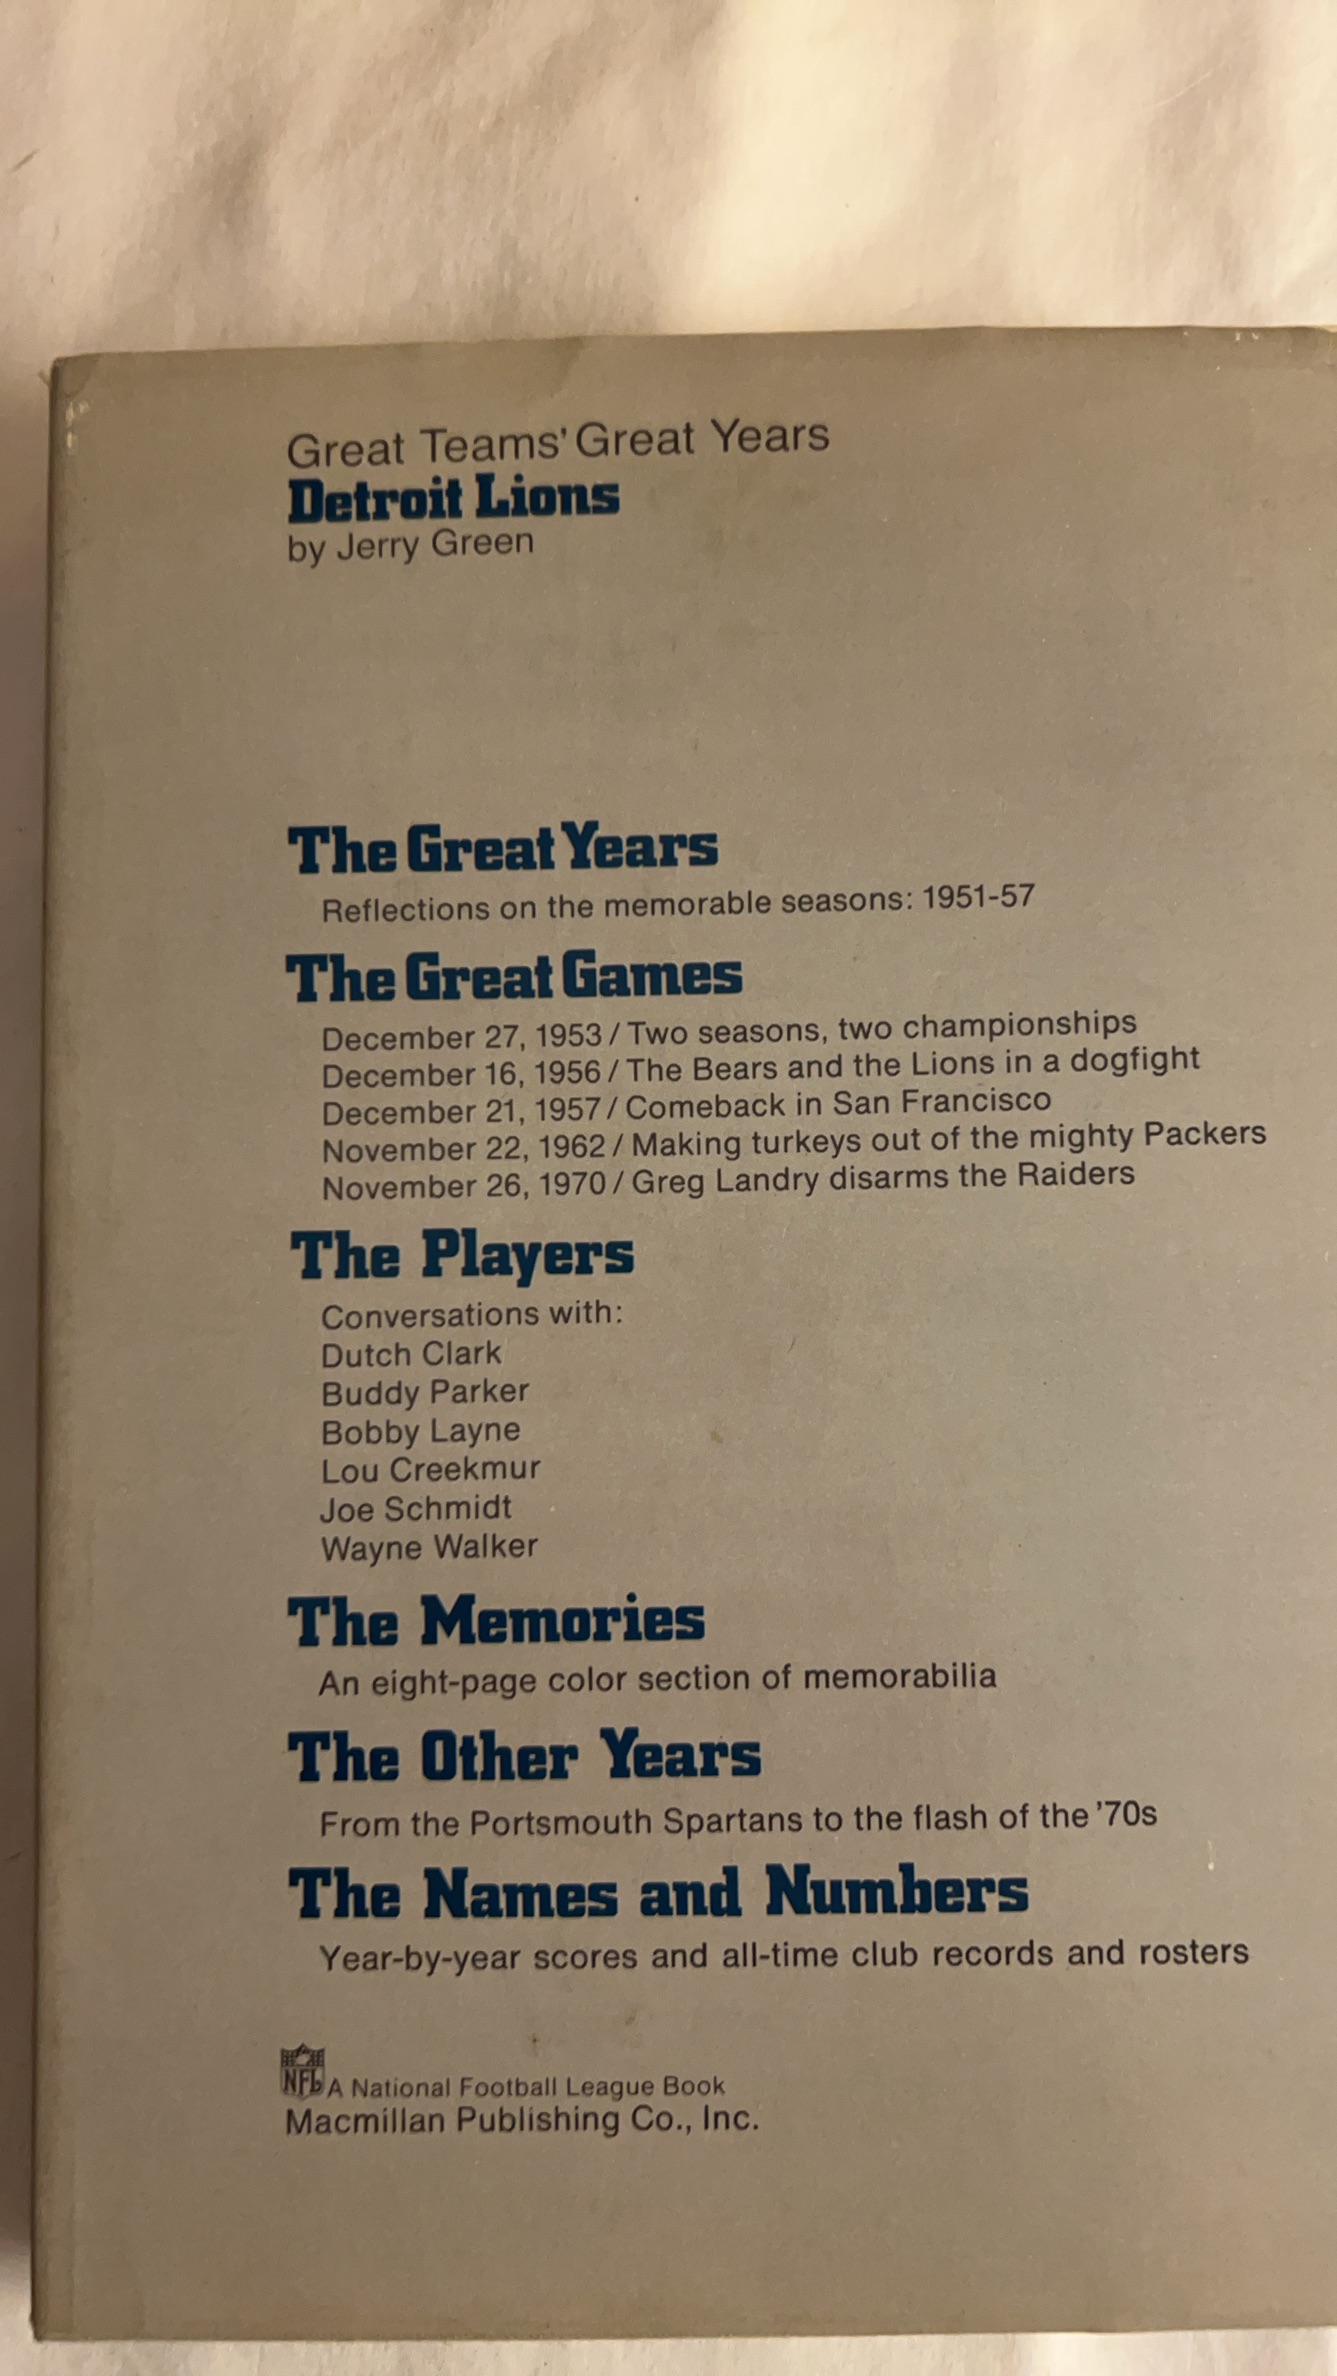 Great Teams' Great Years
Detroit Lions
by Jerry Green
The Great Years
Reflections on the memorable seasons: 1951-57
The Great Games
December 27, 1953 / Two seasons, two championships
December 16, 1956 / The Bears and the Lions in a dogfight
December 21, 1957 / Comeback in San Francisco
November 22, 1962 / Making turkeys out of the mighty Packers
November 26, 1970 / Greg Landry disarms the Raiders
The Players
Conversations with:
Dutch Clark
Buddy Parker
Bobby Layne
Lou Creekmur
Joe Schmidt
Wayne Walker
The Memories
An eight-page color section of memorabilia
The Other Years
From the Portsmouth Spartans to the flash of the '70s
The Names and Numbers
Year-by-year scores and all-time club records and rosters
NFL A National Football League Book
Macmillan Publishing Co., Inc.